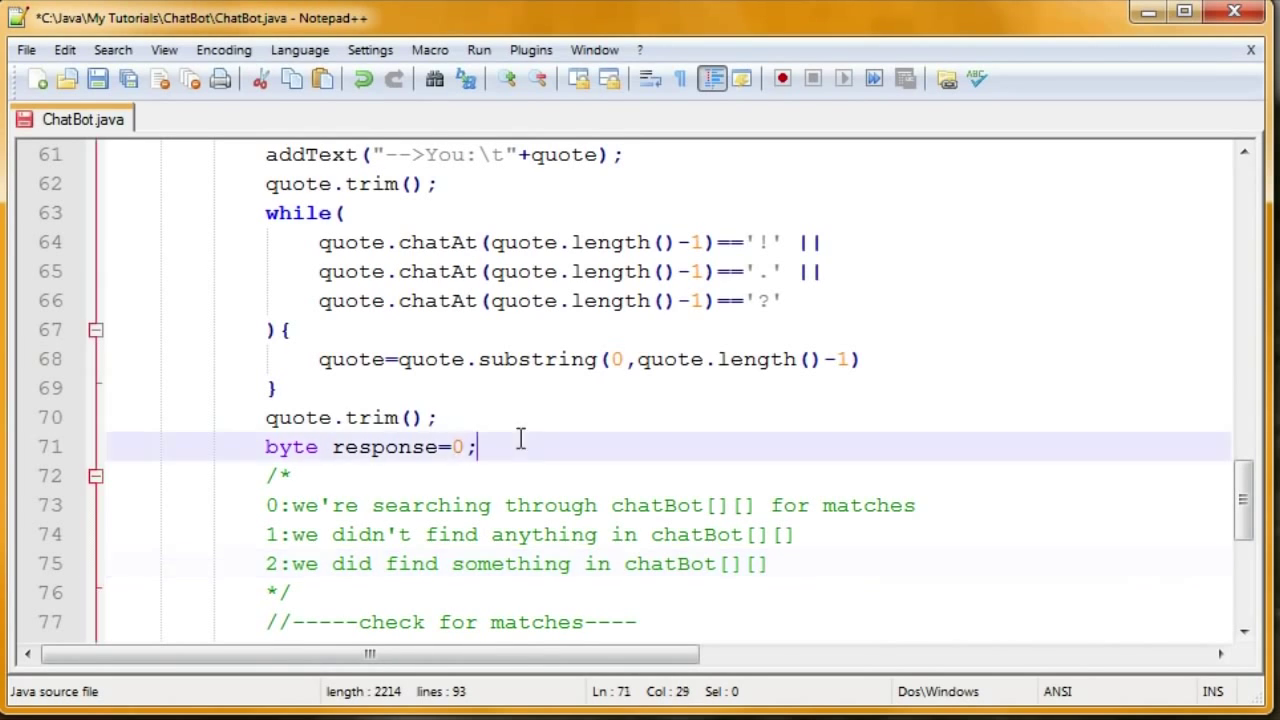 *C:\Java\My Tutorials\ChatBot\ChatBot.java - Notepad++
File Edit Search View Encoding Language Settings Macro Run Plugins Window ? X
ChatBot.java
61 addText("-->You:\t"+quote);
62 quote.trim();
63 while(
64 quote.chatAt(quote.length()-1)=='!' ||
65 quote.chatAt(quote.length()-1)=='.' ||
66 quote.chatAt(quote.length()-1)=='?'
67 ){
68 quote=quote.substring(0,quote.length()-1)
69 }
70 quote.trim();
71 byte response=0;
72 /*
73 0:we're searching through chatBot[][] for matches
74 1:we didn't find anything in chatBot[][]
75 2:we did find something in chatBot[][]
76 */
77 //-----check for matches----
Java source file length : 2214 lines : 93 Ln : 71 Col : 29 Sel : 0 Dos\Windows ANSI INS